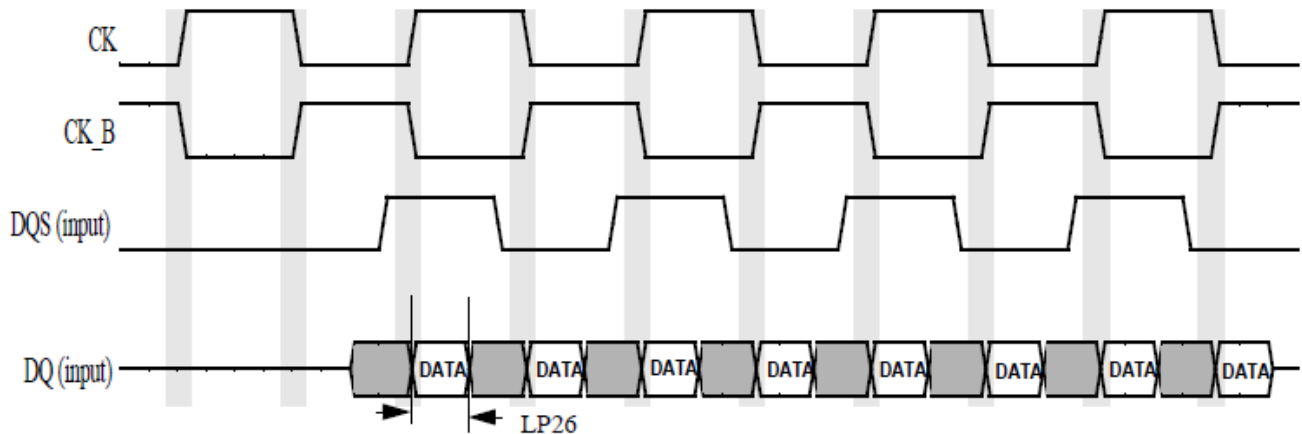 CK
CK_B
DQS (input)
DQ (input)
DATA DATA DATA DATA DATA DATA DATA DATA
LP26